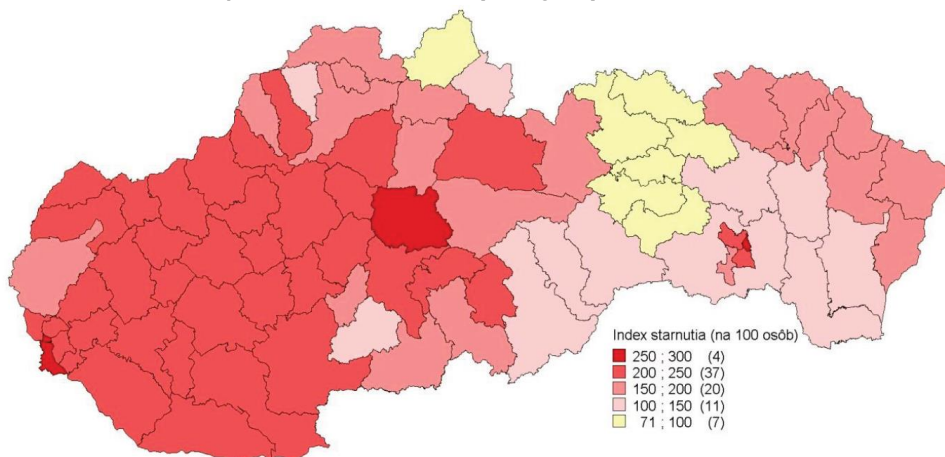 Index starnutia (na 100 osôb)
250 ; 300 (4)
200 ; 250 (37)
150 ; 200 (20)
100 ; 150 (11)
71 ; 100 (7)